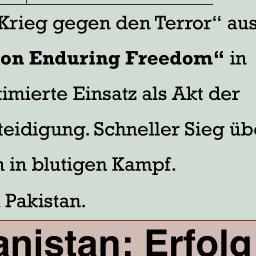 Krieg gegen den Terror“ aus
on Enduring Freedom“ in
timierte Einsatz als Akt der
teidigung. Schneller Sieg üb
n in blutigen Kampf.
Pakistan.
anistan: Erfolg